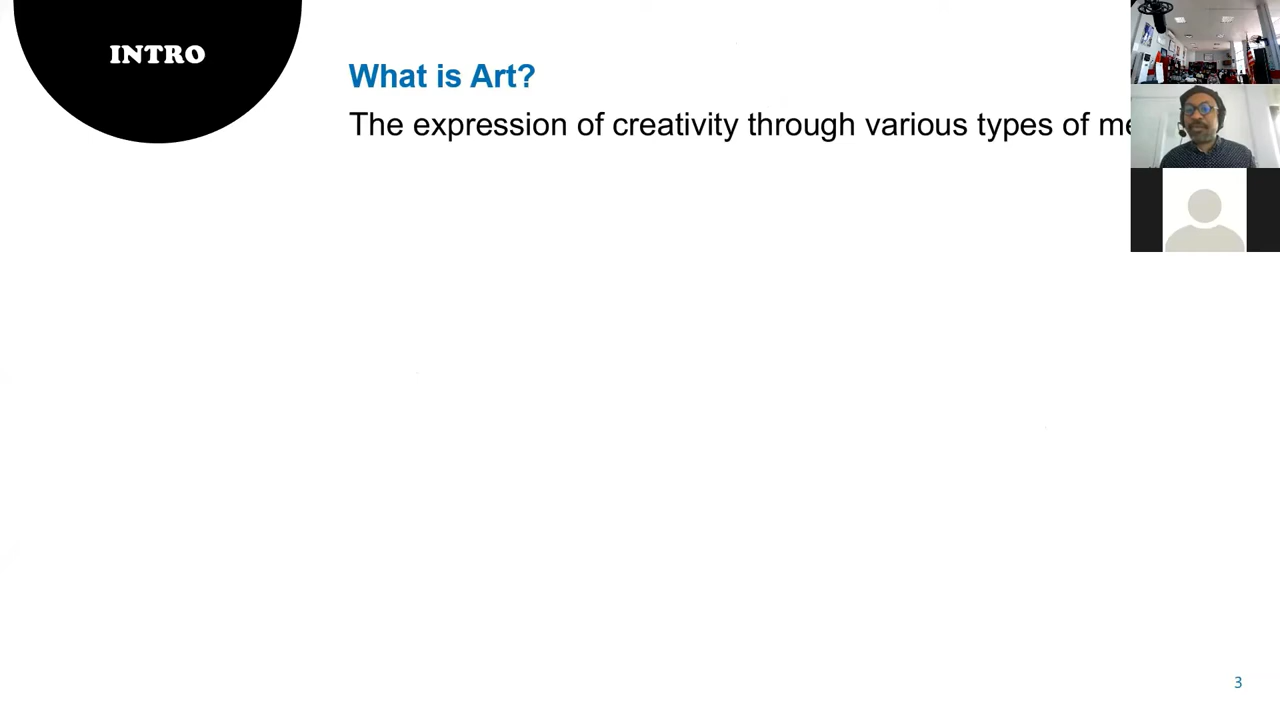 INTRO
What is Art?
The expression of creativity through various types of
3